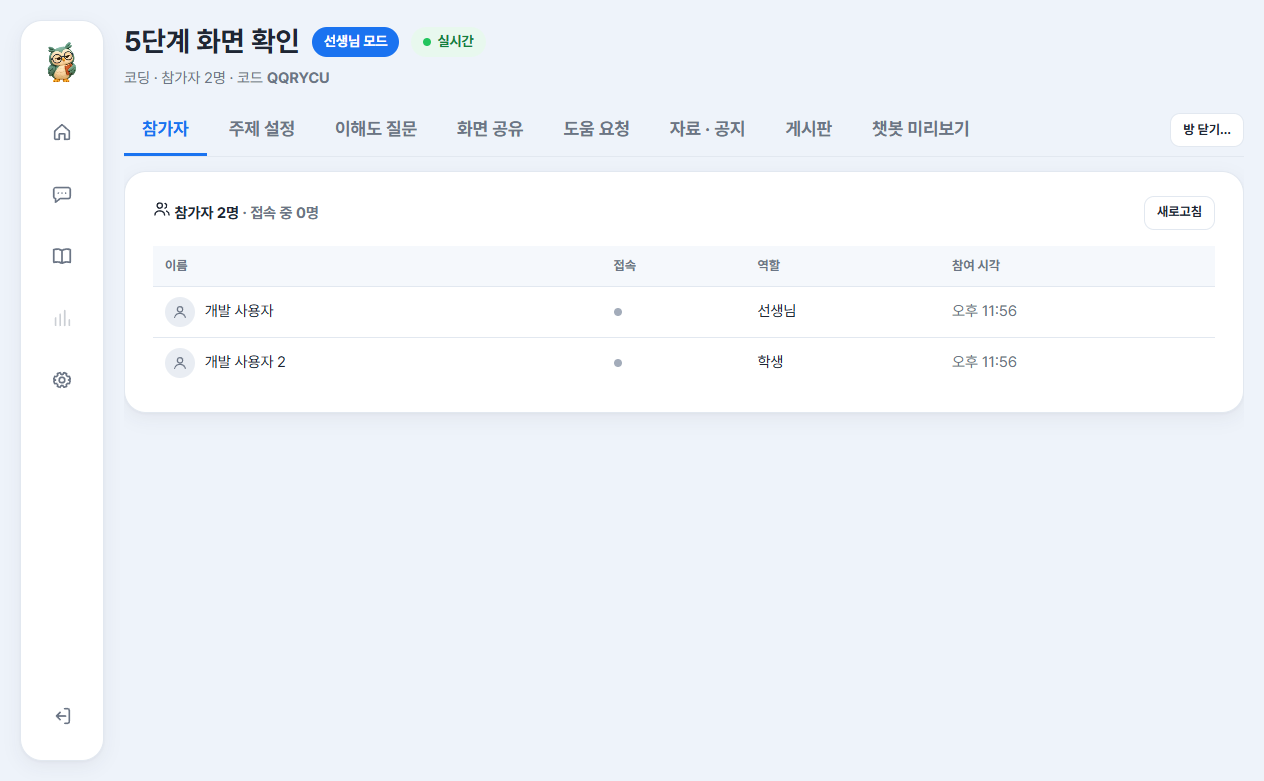 5단계 화면 확인 선생님 모드 실시간
코딩 · 참가자 2명 · 코드 QQRYCU
참가자 주제 설정 이해도 질문 화면 공유 도움 요청 자료 · 공지 게시판 챗봇 미리보기 방 닫기...
참가자 2명 · 접속 중 0명 새로고침
이름 접속 역할 참여 시각
개발 사용자 선생님 오후 11:56
개발 사용자 2 학생 오후 11:56